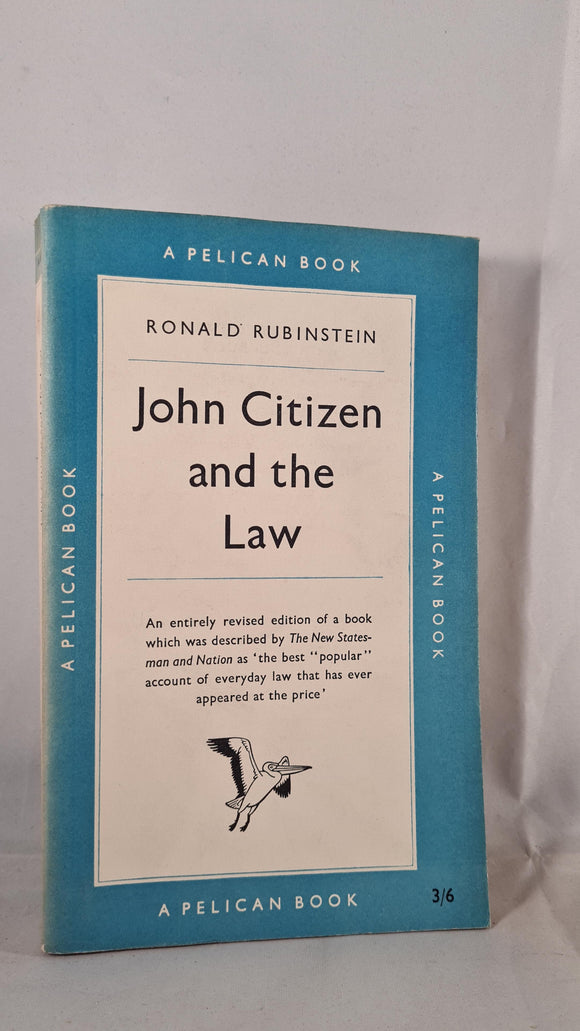 A PELICAN BOOK
RONALD RUBINSTEIN
John Citizen
and the
Law
An entirely revised edition of a book
which was described by The New States-
man and Nation as 'the best "popular"
account of everyday law that has ever
appeared at the price'
A PELICAN BOOK
A PELICAN BOOK
A PELICAN BOOK
3/6